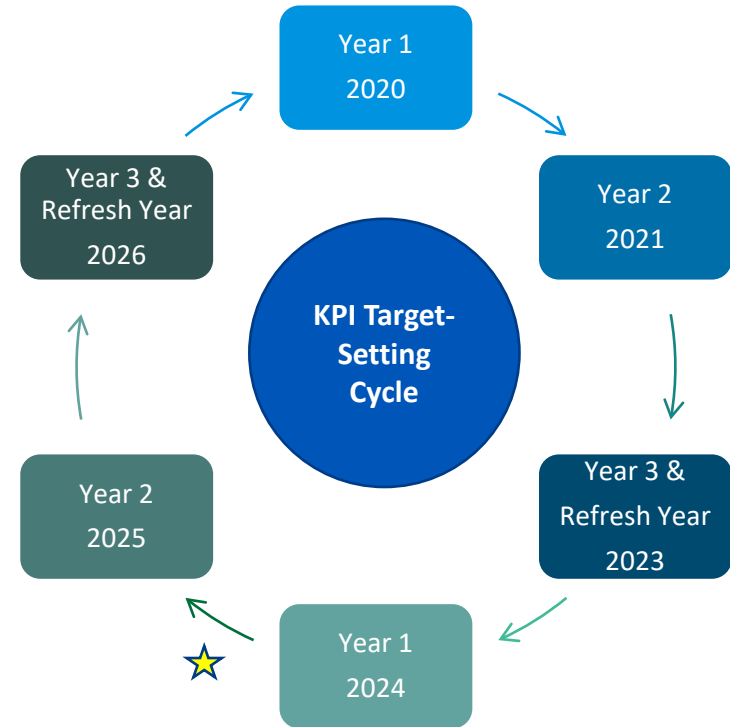 Year 1
2020
Year 2
2021
Year 3 &
Refresh Year
2023
Year 1
2024
Year 2
2025
Year 3 &
Refresh Year
2026
KPI Target-
Setting
Cycle